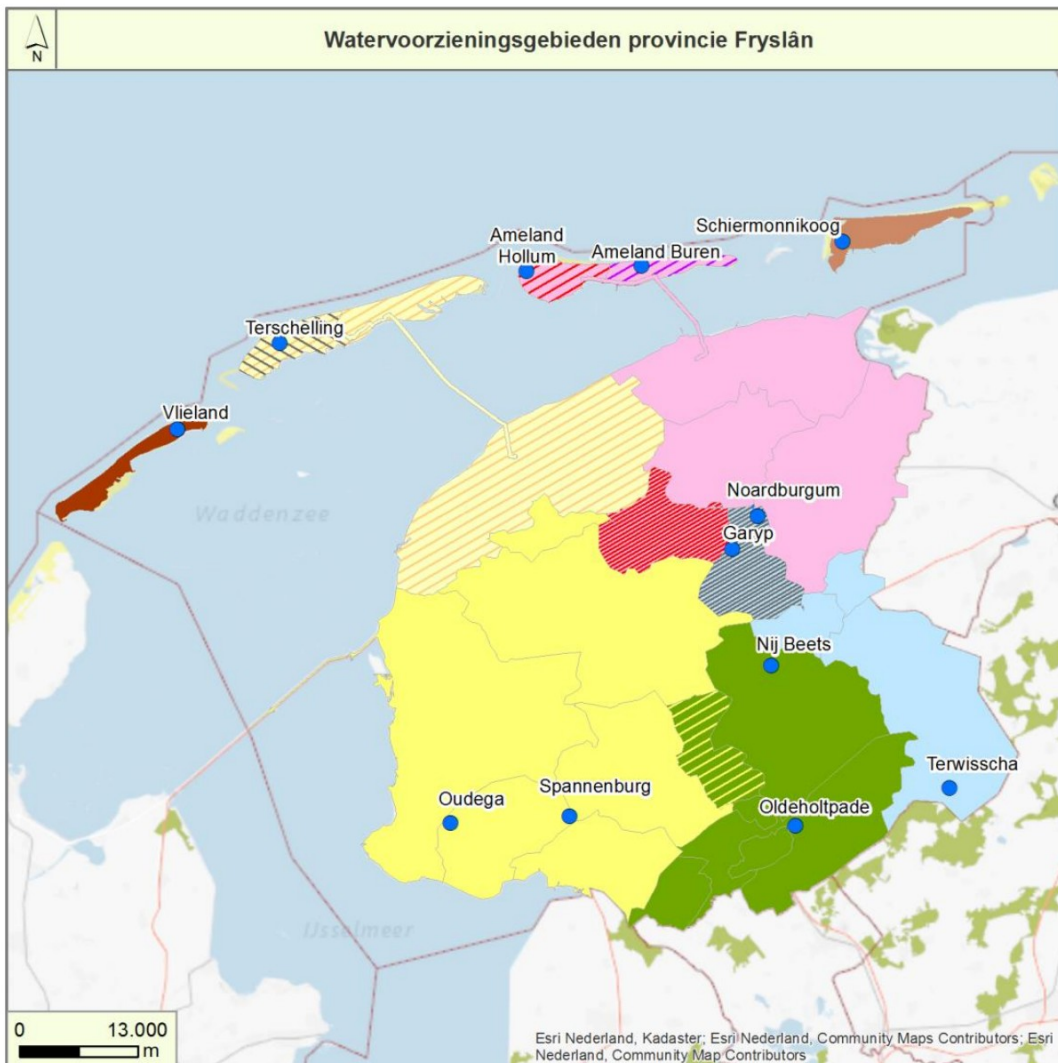 N
Watervoorzieningsgebieden provincie Fryslân
Schiermonnikoog
Ameland
Hollum
Ameland Buren
Terschelling
Vlieland
Waddenzee
Noardburgum
Garyp
Nij Beets
Terwisscha
Spannenburg
Oudega
Oldeholtpade
IJsselmeer
0 13.000
m
Esri Nederland, Kadaster; Esri Nederland, Community Maps Contributors; Esri
Nederland, Community Map Contributors